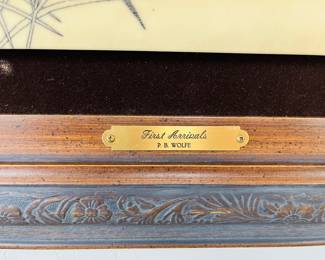 First Arrivals
P. B. WOLFE